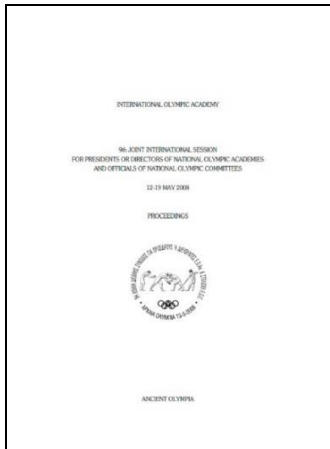 INTERNATIONAL OLYMPIC ACADEMY
9th JOINT INTERNATIONAL SESSION
FOR PRESIDENTS OR DIRECTORS OF NATIONAL OLYMPIC ACADEMIES
AND OFFICIALS OF NATIONAL OLYMPIC COMMITTEES
12-19 MAY 2008
PROCEEDINGS
ANCIENT OLYMPIA